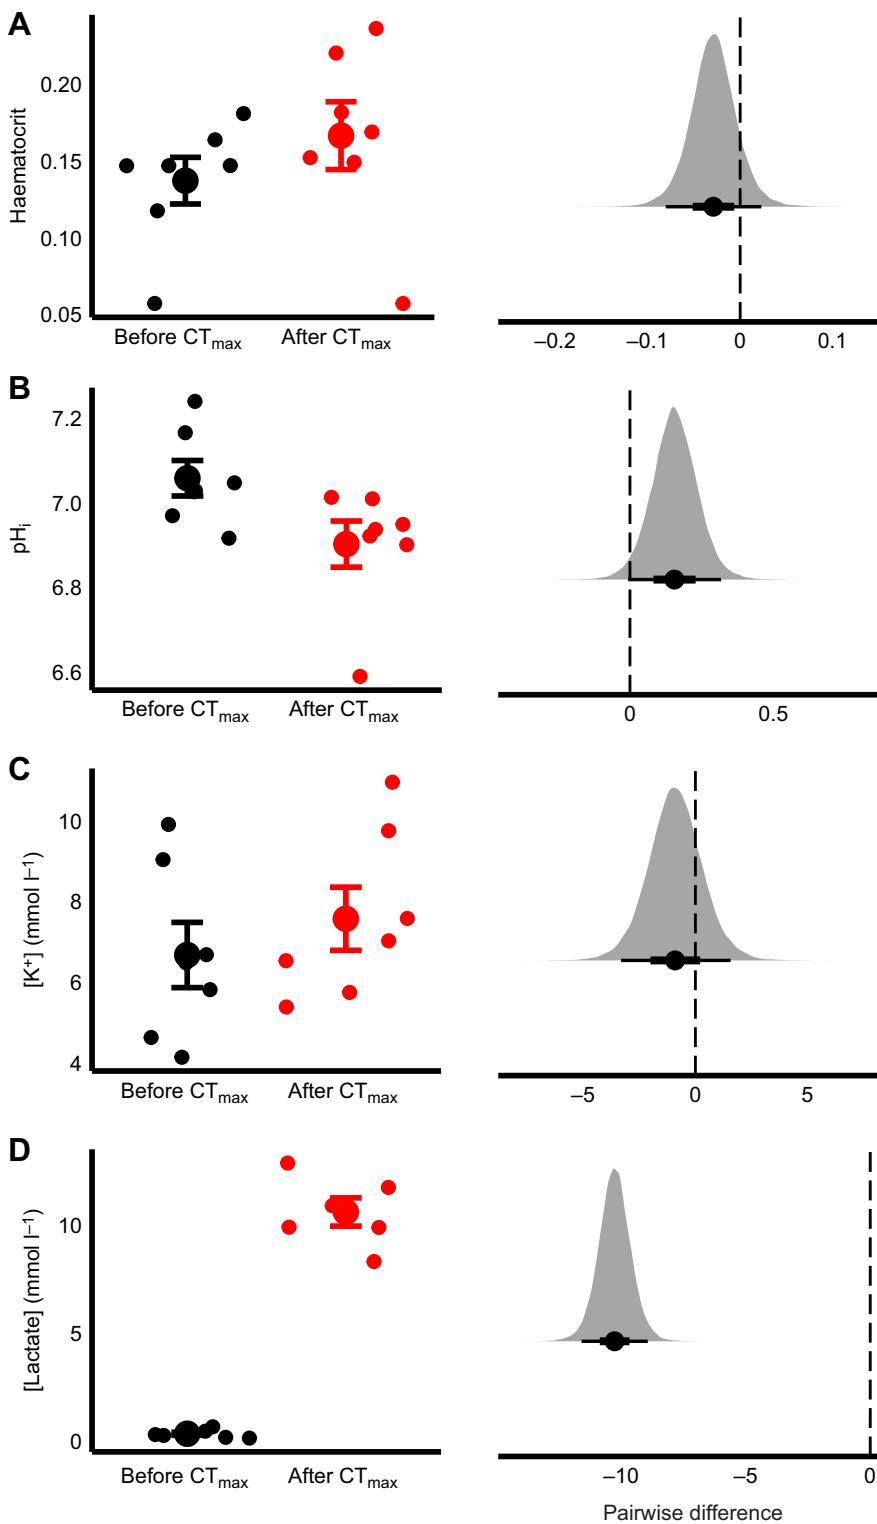 A
Haematocrit
0.20
0.15
0.10
0.05
Before CTmax
After CTmax
–0.2
–0.1
0
0.1
B
pHi
7.2
7.0
6.8
6.6
Before CTmax
After CTmax
0
0.5
C
[K+] (mmol l–1)
10
8
6
4
Before CTmax
After CTmax
–5
0
5
D
[Lactate] (mmol l–1)
10
5
0
Before CTmax
After CTmax
–10
–5
0
Pairwise difference